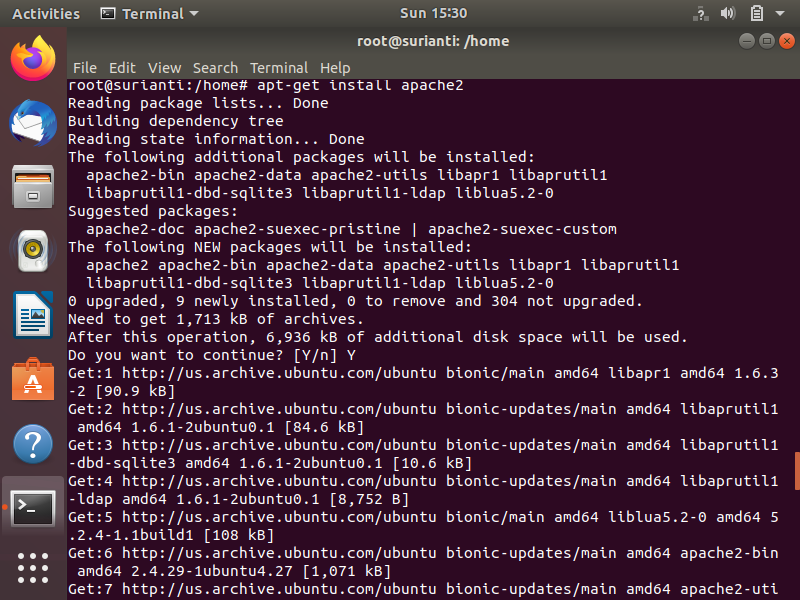 Activities Terminal Sun 15:30
root@surianti: /home
File Edit View Search Terminal Help
root@surianti:/home# apt-get install apache2
Reading package lists... Done
Building dependency tree
Reading state information... Done
The following additional packages will be installed:
  apache2-bin apache2-data apache2-utils libapr1 libaprutil1
  libaprutil1-dbd-sqlite3 libaprutil1-ldap liblua5.2-0
Suggested packages:
  apache2-doc apache2-suexec-pristine | apache2-suexec-custom
The following NEW packages will be installed:
  apache2 apache2-bin apache2-data apache2-utils libapr1 libaprutil1
  libaprutil1-dbd-sqlite3 libaprutil1-ldap liblua5.2-0
0 upgraded, 9 newly installed, 0 to remove and 304 not upgraded.
Need to get 1,713 kB of archives.
After this operation, 6,936 kB of additional disk space will be used.
Do you want to continue? [Y/n] Y
Get:1 http://us.archive.ubuntu.com/ubuntu bionic/main amd64 libapr1 amd64 1.6.3
-2 [90.9 kB]
Get:2 http://us.archive.ubuntu.com/ubuntu bionic-updates/main amd64 libaprutil1
 amd64 1.6.1-2ubuntu0.1 [84.6 kB]
Get:3 http://us.archive.ubuntu.com/ubuntu bionic-updates/main amd64 libaprutil1
-dbd-sqlite3 amd64 1.6.1-2ubuntu0.1 [10.6 kB]
Get:4 http://us.archive.ubuntu.com/ubuntu bionic-updates/main amd64 libaprutil1
-ldap amd64 1.6.1-2ubuntu0.1 [8,752 B]
Get:5 http://us.archive.ubuntu.com/ubuntu bionic/main amd64 liblua5.2-0 amd64 5
.2.4-1.1build1 [108 kB]
Get:6 http://us.archive.ubuntu.com/ubuntu bionic-updates/main amd64 apache2-bin
 amd64 2.4.29-1ubuntu4.27 [1,071 kB]
Get:7 http://us.archive.ubuntu.com/ubuntu bionic-updates/main amd64 apache2-uti